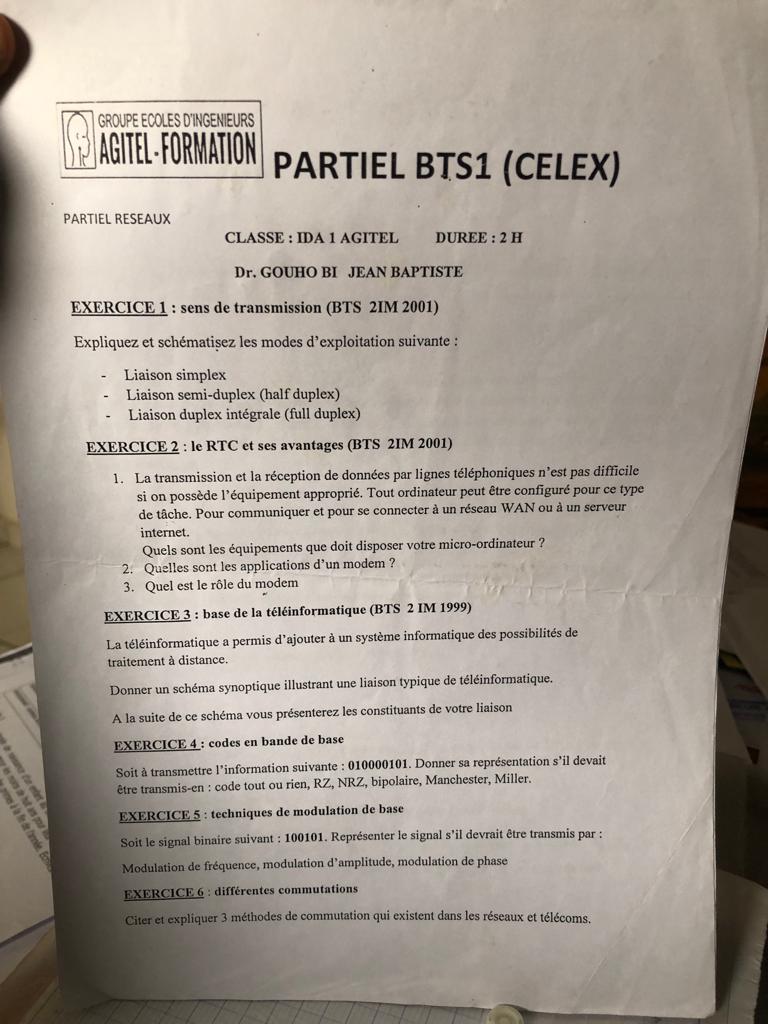 GROUPE ECOLES D'INGENIEURS
AGITEL-FORMATION
PARTIEL BTS1 (CELEX)
PARTIEL RESEAUX
CLASSE : IDA 1 AGITEL DUREE : 2 H
Dr. GOUHO BI JEAN BAPTISTE
EXERCICE 1 : sens de transmission (BTS 2IM 2001)
Expliquez et schématisez les modes d'exploitation suivante :
- Liaison simplex
- Liaison semi-duplex (half duplex)
- Liaison duplex intégrale (full duplex)
EXERCICE 2 : le RTC et ses avantages (BTS 2IM 2001)
1. La transmission et la réception de données par lignes téléphoniques n'est pas difficile
si on possède l'équipement approprié. Tout ordinateur peut être configuré pour ce type
de tâche. Pour communiquer et pour se connecter à un réseau WAN ou à un serveur
internet.
Quels sont les équipements que doit disposer votre micro-ordinateur ?
2. Quelles sont les applications d'un modem ?
3. Quel est le rôle du modem
EXERCICE 3 : base de la téléinformatique (BTS 2 IM 1999)
La téléinformatique a permis d'ajouter à un système informatique des possibilités de
traitement à distance.
Donner un schéma synoptique illustrant une liaison typique de téléinformatique.
A la suite de ce schéma vous présenterez les constituants de votre liaison
EXERCICE 4 : codes en bande de base
Soit à transmettre l'information suivante : 010000101. Donner sa représentation s'il devait
être transmis-en : code tout ou rien, RZ, NRZ, bipolaire, Manchester, Miller.
EXERCICE 5 : techniques de modulation de base
Soit le signal binaire suivant : 100101. Représenter le signal s'il devrait être transmis par :
Modulation de fréquence, modulation d'amplitude, modulation de phase
EXERCICE 6 : différentes commutations
Citer et expliquer 3 méthodes de commutation qui existent dans les réseaux et télécoms.